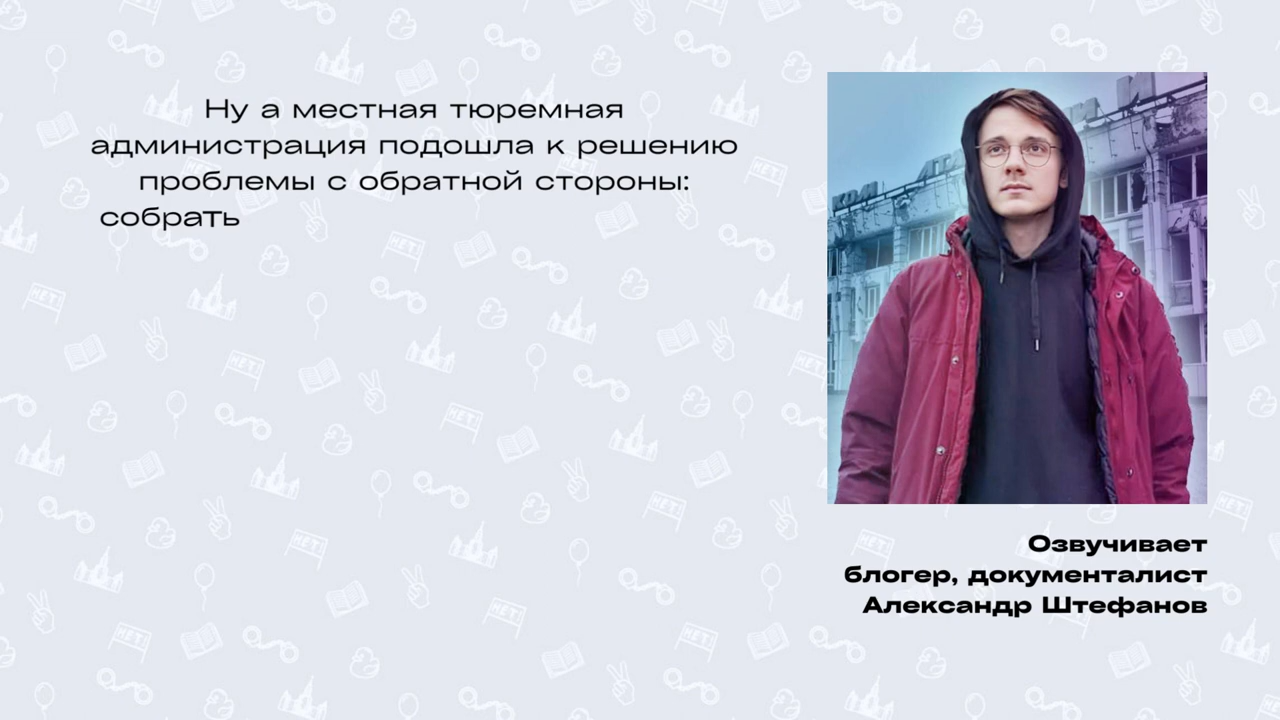 Ну а местная тюремная
администрация подошла к решению
проблемы с обратной стороны:
собрать
Озвучивает
блогер, документалист
Александр Штефанов